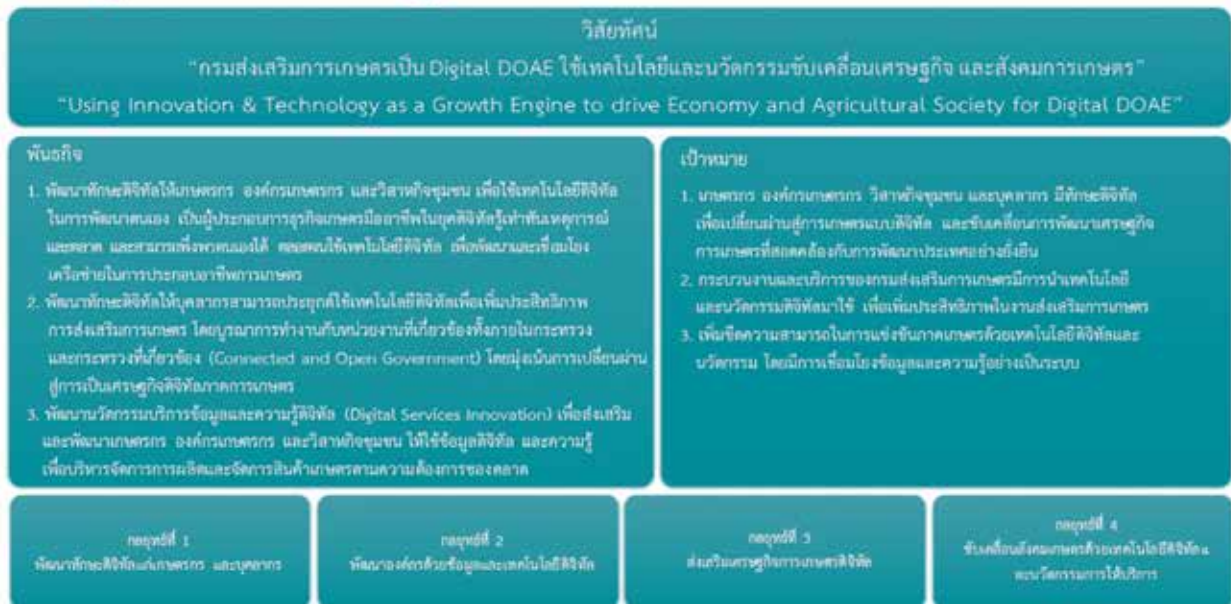 วิสัยทัศน์
"กรมส่งเสริมการเกษตรเป็น Digital DOAE ใช้เทคโนโลยีและนวัตกรรมขับเคลื่อนเศรษฐกิจ และสังคมการเกษตร"
"Using Innovation & Technology as a Growth Engine to drive Economy and Agricultural Society for Digital DOAE"
พันธกิจ
1. พัฒนาทักษะดิจิทัลให้เกษตรกร องค์กรเกษตรกร และวิสาหกิจชุมชน เพื่อใช้เทคโนโลยีดิจิทัล
ในการพัฒนาตนเอง เป็นผู้ประกอบการธุรกิจเกษตรมืออาชีพในยุคดิจิทัลรู้เท่าทันเหตุการณ์
และตลาด และสามารถพึ่งพาตนเองได้ ตลอดจนใช้เทคโนโลยีดิจิทัล เพื่อพัฒนาและเชื่อมโยง
เครือข่ายในการประกอบอาชีพการเกษตร
2. พัฒนาทักษะดิจิทัลให้บุคลากรสามารถประยุกต์ใช้เทคโนโลยีดิจิทัลเพื่อเพิ่มประสิทธิภาพ
การส่งเสริมการเกษตร โดยบูรณาการทำงานกับหน่วยงานที่เกี่ยวข้องทั้งภายในกระทรวง
และกระทรวงที่เกี่ยวข้อง (Connected and Open Government) โดยมุ่งเน้นการเปลี่ยนผ่าน
สู่การเป็นเศรษฐกิจดิจิทัลภาคการเกษตร
3. พัฒนานวัตกรรมบริการข้อมูลและความรู้ดิจิทัล (Digital Services Innovation) เพื่อส่งเสริม
และพัฒนาเกษตรกร องค์กรเกษตรกร และวิสาหกิจชุมชน ให้ใช้ข้อมูลดิจิทัล และความรู้
เพื่อบริหารจัดการการผลิตและจัดการสินค้าเกษตรตามความต้องการของตลาด
เป้าหมาย
1. เกษตรกร องค์กรเกษตรกร วิสาหกิจชุมชน และบุคลากร มีทักษะดิจิทัล
เพื่อเปลี่ยนผ่านสู่การเกษตรแบบดิจิทัล และขับเคลื่อนการพัฒนาเศรษฐกิจ
การเกษตรที่สอดคล้องกับการพัฒนาประเทศอย่างยั่งยืน
2. กระบวนงานและบริการของกรมส่งเสริมการเกษตรมีการนำเทคโนโลยี
และนวัตกรรมดิจิทัลมาใช้ เพื่อเพิ่มประสิทธิภาพในงานส่งเสริมการเกษตร
3. เพิ่มขีดความสามารถในการแข่งขันภาคเกษตรด้วยเทคโนโลยีดิจิทัลและ
นวัตกรรม โดยมีการเชื่อมโยงข้อมูลและความรู้อย่างเป็นระบบ
กลยุทธ์ที่ 1
พัฒนาทักษะดิจิทัลแก่เกษตรกร และบุคลากร
กลยุทธ์ที่ 2
พัฒนาองค์กรด้วยข้อมูลและเทคโนโลยีดิจิทัล
กลยุทธ์ที่ 3
ส่งเสริมเศรษฐกิจการเกษตรดิจิทัล
กลยุทธ์ที่ 4
ขับเคลื่อนสังคมเกษตรด้วยเทคโนโลยีดิจิทัลแ
ละนวัตกรรมการให้บริการ